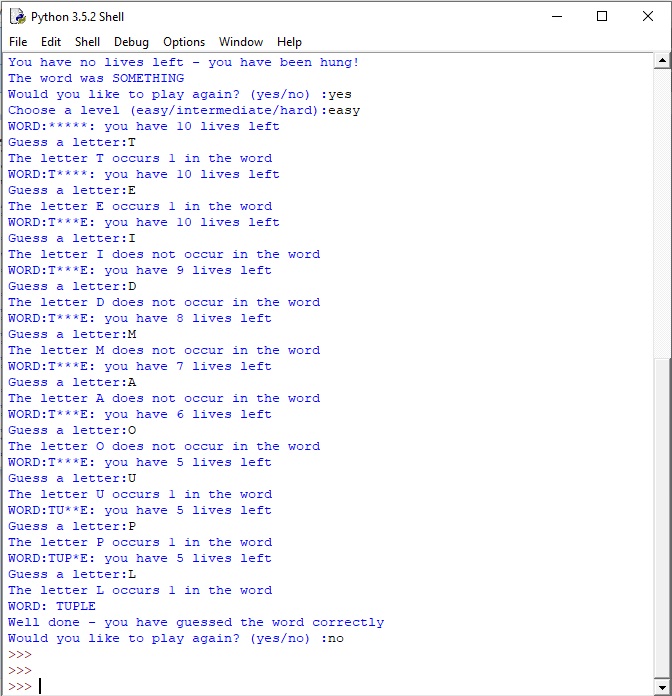 Python 3.5.2 Shell
File Edit Shell Debug Options Window Help
You have no lives left - you have been hung!
The word was SOMETHING
Would you like to play again? (yes/no) :yes
Choose a level (easy/intermediate/hard):easy
WORD:*****: you have 10 lives left
Guess a letter:T
The letter T occurs 1 in the word
WORD:T****: you have 10 lives left
Guess a letter:E
The letter E occurs 1 in the word
WORD:T***E: you have 10 lives left
Guess a letter:I
The letter I does not occur in the word
WORD:T***E: you have 9 lives left
Guess a letter:D
The letter D does not occur in the word
WORD:T***E: you have 8 lives left
Guess a letter:M
The letter M does not occur in the word
WORD:T***E: you have 7 lives left
Guess a letter:A
The letter A does not occur in the word
WORD:T***E: you have 6 lives left
Guess a letter:O
The letter O does not occur in the word
WORD:T***E: you have 5 lives left
Guess a letter:U
The letter U occurs 1 in the word
WORD:TU**E: you have 5 lives left
Guess a letter:P
The letter P occurs 1 in the word
WORD:TUP*E: you have 5 lives left
Guess a letter:L
The letter L occurs 1 in the word
WORD: TUPLE
Well done - you have guessed the word correctly
Would you like to play again? (yes/no) :no
>>>
>>>
>>>